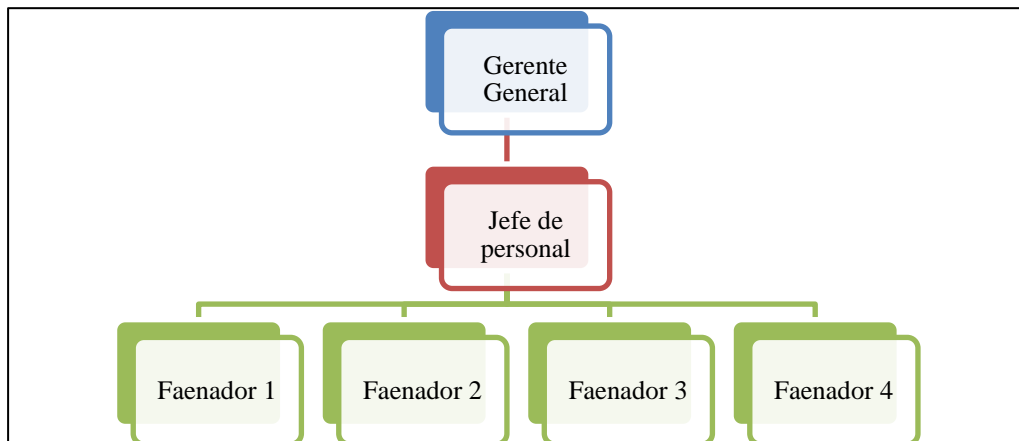 Gerente
General
Jefe de
personal
Faenador 1
Faenador 2
Faenador 3
Faenador 4